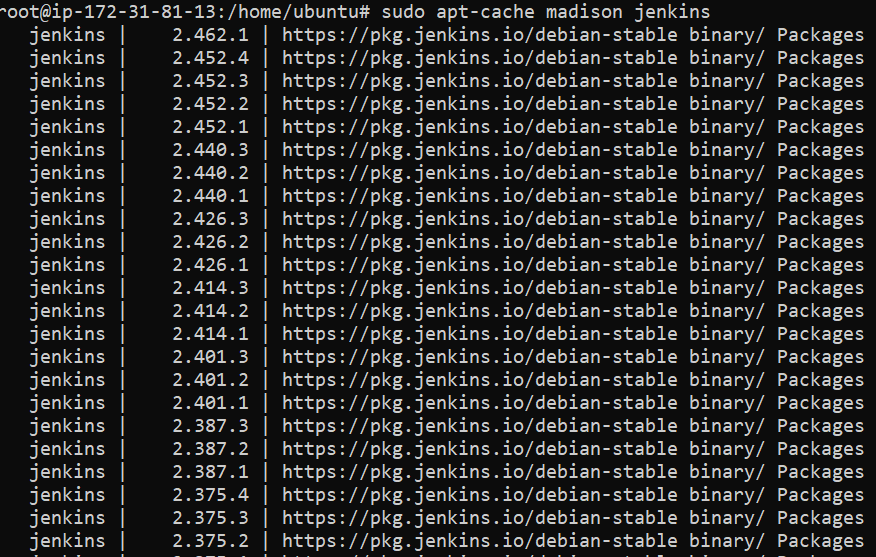 root@ip-172-31-81-13:/home/ubuntu# sudo apt-cache madison jenkins
jenkins | 2.462.1 | https://pkg.jenkins.io/debian-stable binary/ Packages
jenkins | 2.452.4 | https://pkg.jenkins.io/debian-stable binary/ Packages
jenkins | 2.452.3 | https://pkg.jenkins.io/debian-stable binary/ Packages
jenkins | 2.452.2 | https://pkg.jenkins.io/debian-stable binary/ Packages
jenkins | 2.452.1 | https://pkg.jenkins.io/debian-stable binary/ Packages
jenkins | 2.440.3 | https://pkg.jenkins.io/debian-stable binary/ Packages
jenkins | 2.440.2 | https://pkg.jenkins.io/debian-stable binary/ Packages
jenkins | 2.440.1 | https://pkg.jenkins.io/debian-stable binary/ Packages
jenkins | 2.426.3 | https://pkg.jenkins.io/debian-stable binary/ Packages
jenkins | 2.426.2 | https://pkg.jenkins.io/debian-stable binary/ Packages
jenkins | 2.426.1 | https://pkg.jenkins.io/debian-stable binary/ Packages
jenkins | 2.414.3 | https://pkg.jenkins.io/debian-stable binary/ Packages
jenkins | 2.414.2 | https://pkg.jenkins.io/debian-stable binary/ Packages
jenkins | 2.414.1 | https://pkg.jenkins.io/debian-stable binary/ Packages
jenkins | 2.401.3 | https://pkg.jenkins.io/debian-stable binary/ Packages
jenkins | 2.401.2 | https://pkg.jenkins.io/debian-stable binary/ Packages
jenkins | 2.401.1 | https://pkg.jenkins.io/debian-stable binary/ Packages
jenkins | 2.387.3 | https://pkg.jenkins.io/debian-stable binary/ Packages
jenkins | 2.387.2 | https://pkg.jenkins.io/debian-stable binary/ Packages
jenkins | 2.387.1 | https://pkg.jenkins.io/debian-stable binary/ Packages
jenkins | 2.375.4 | https://pkg.jenkins.io/debian-stable binary/ Packages
jenkins | 2.375.3 | https://pkg.jenkins.io/debian-stable binary/ Packages
jenkins | 2.375.2 | https://pkg.jenkins.io/debian-stable binary/ Packages